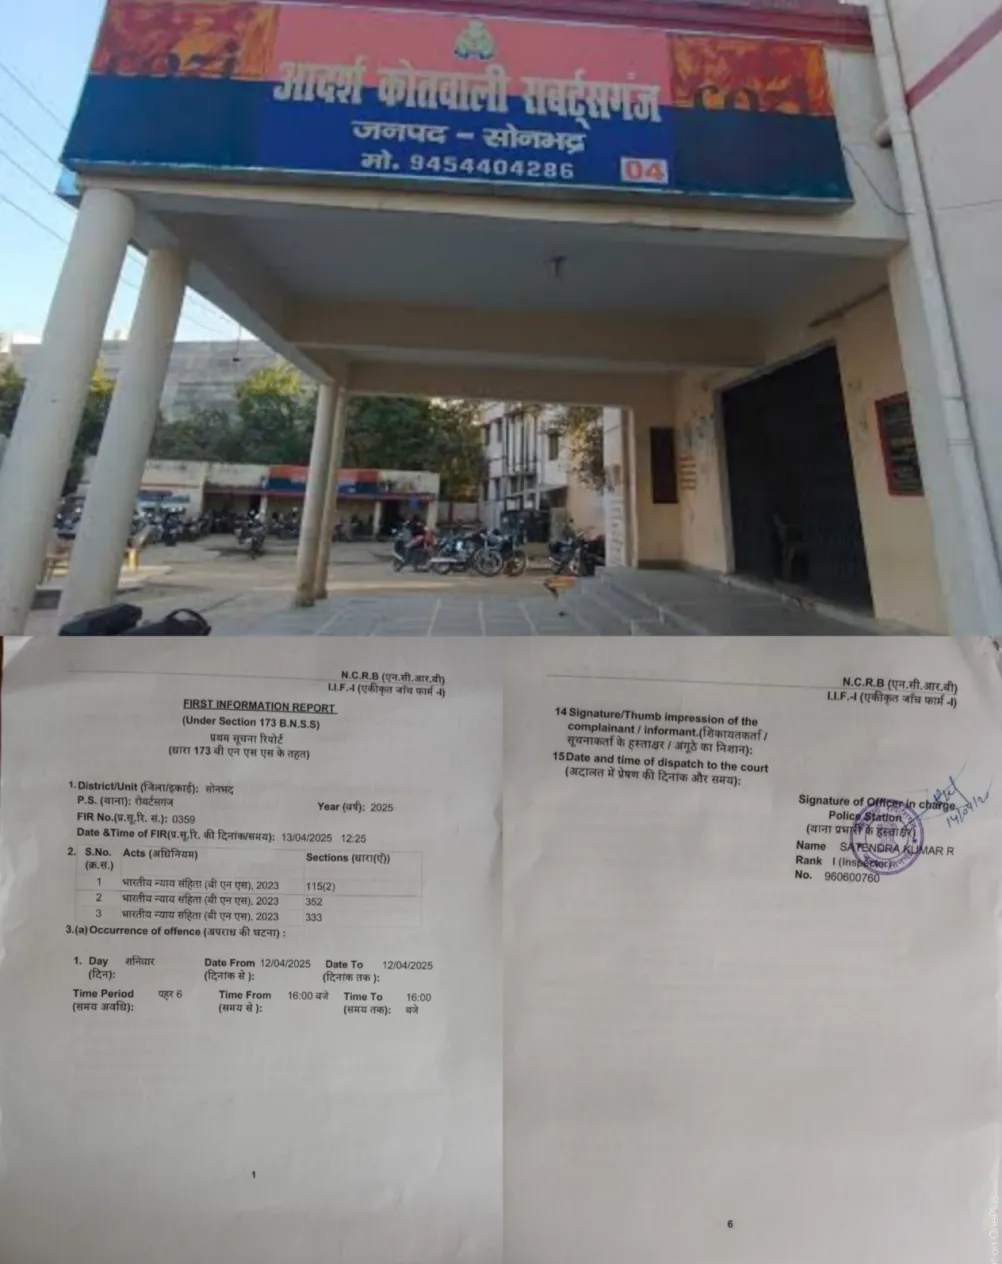 आदर्श कोतवाली राबर्ट्सगंज
जनपद - सोनभद्र
मो. 9454404286 04
N.C.R.B (एन.सी.आर.बी)
I.I.F.-I (एकीकृत जाँच फार्म -I)
FIRST INFORMATION REPORT
(Under Section 173 B.N.S.S)
प्रथम सूचना रिपोर्ट
(धारा 173 बी एन एस एस के तहत)
1. District/Unit (जिला/इकाई): सोनभद्र
P.S. (थाना): रोबर्टसगंज Year (वर्ष): 2025
FIR No.(प्र.सू.रि. सं.): 0359
Date &Time of FIR(प्र.सू.रि. की दिनांक/समय): 13/04/2025 12:25
2. S.No. (क्र.सं.) Acts (अधिनियम) Sections (धारा(एँ))
1 भारतीय न्याय संहिता (बी एन एस), 2023 115(2)
2 भारतीय न्याय संहिता (बी एन एस), 2023 352
3 भारतीय न्याय संहिता (बी एन एस), 2023 333
3.(a) Occurrence of offence (अपराध की घटना) :
1. Day शनिवार Date From 12/04/2025 Date To 12/04/2025
(दिन): (दिनांक से ): (दिनांक तक ):
Time Period पहर 6 Time From 16:00 बजे Time To 16:00
(समय अवधि): (समय से ): (समय तक): बजे
1
N.C.R.B (एन.सी.आर.बी)
I.I.F.-I (एकीकृत जाँच फार्म -I)
14 Signature/Thumb impression of the
complainant / informant.(शिकायतकर्ता /
सूचनाकर्ता के हस्ताक्षर / अंगूठे का निशान):
15 Date and time of dispatch to the court
(अदालत में प्रेषण की दिनांक और समय):
Signature of Officer in charge,
Police Station
(थाना प्रभारी के हस्ताक्षर)
Name SATENDRA KUMAR R
Rank I (Inspector)
No. 960600760
6